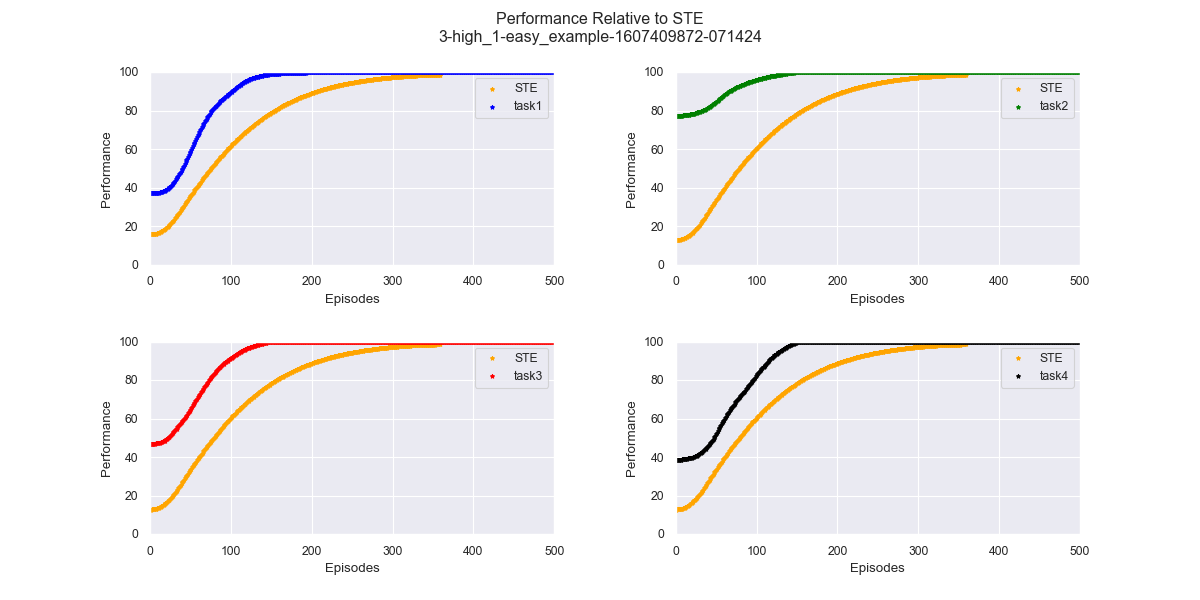 Performance Relative to STE
3-high_1-easy_example-1607409872-071424
100
80
60
40
20
0
Performance
STE
task1
0 100 200 300 400 500
Episodes
100
80
60
40
20
0
Performance
STE
task2
0 100 200 300 400 500
Episodes
100
80
60
40
20
0
Performance
STE
task3
0 100 200 300 400 500
Episodes
100
80
60
40
20
0
Performance
STE
task4
0 100 200 300 400 500
Episodes